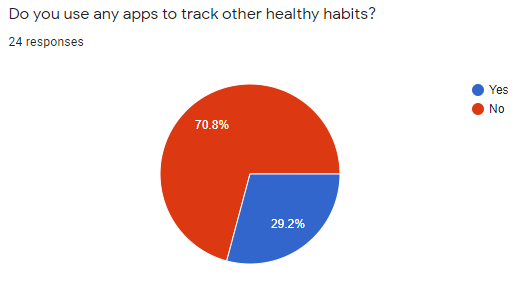 Do you use any apps to track other healthy habits?
24 responses
Yes
No
70.8%
29.2%